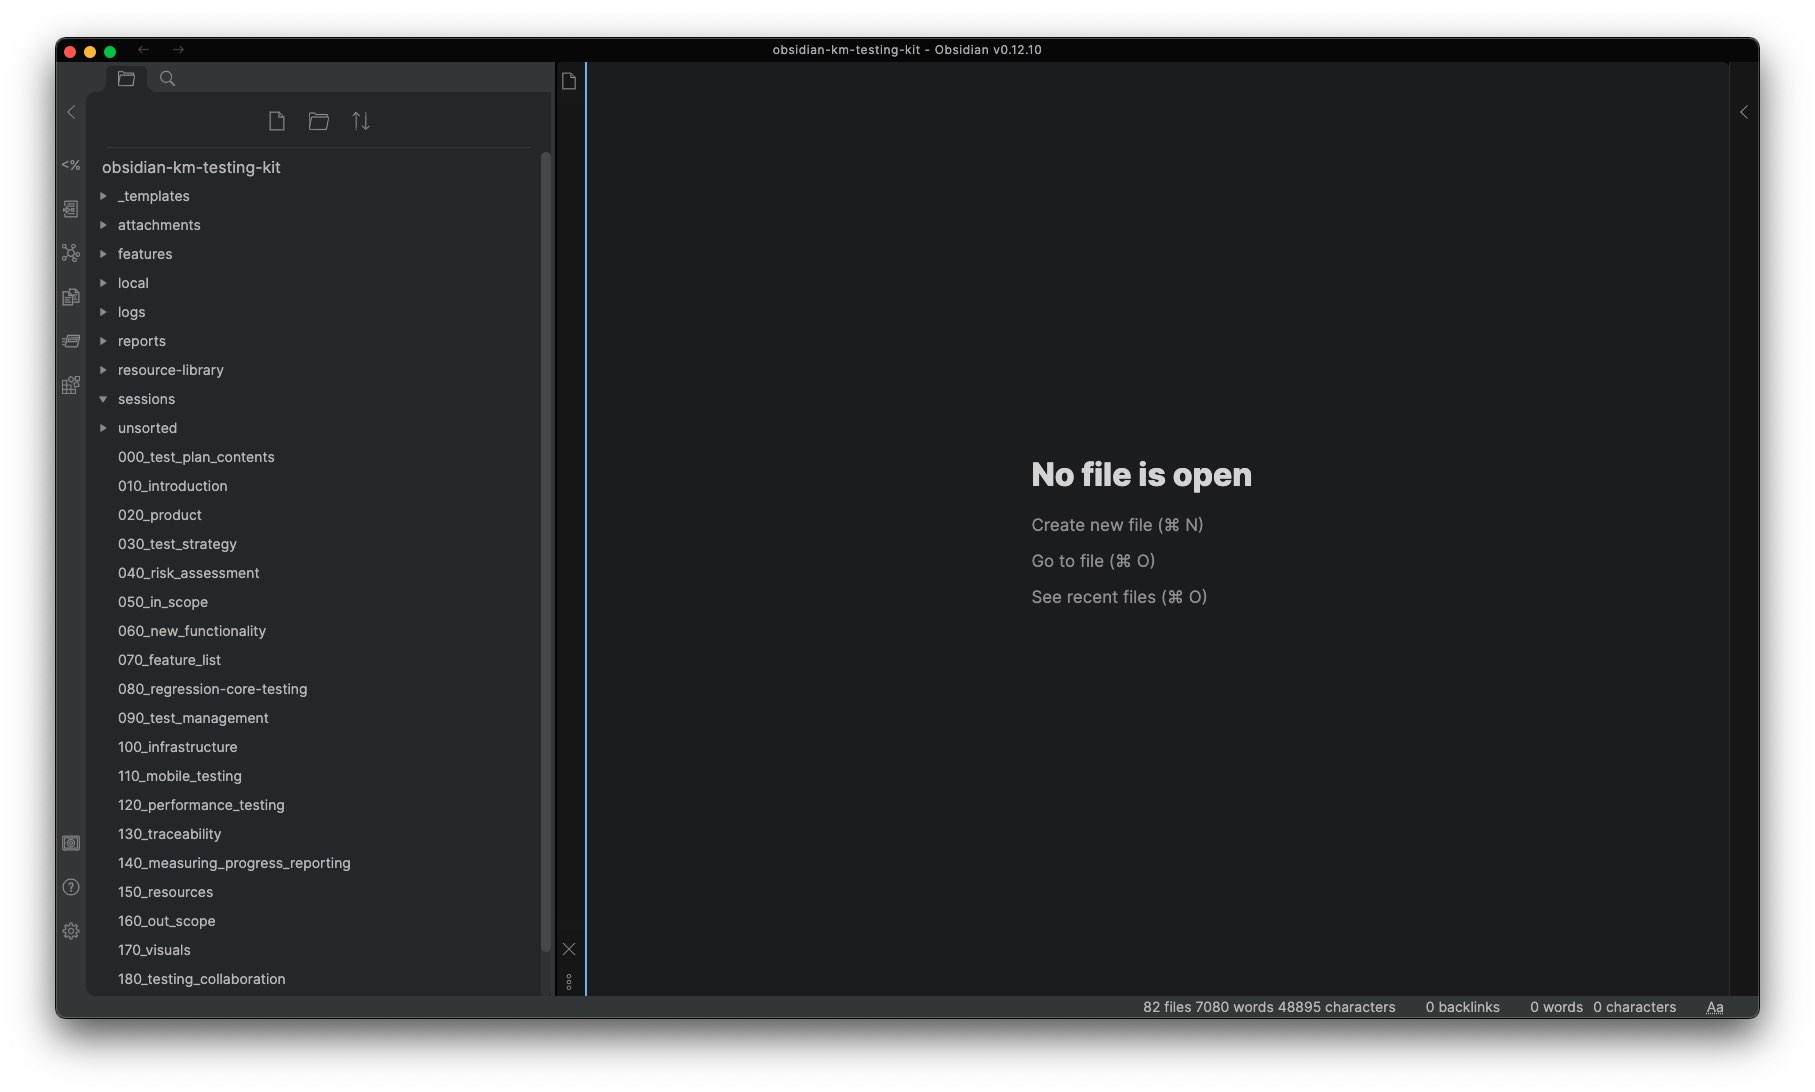 obsidian-km-testing-kit - Obsidian v0.12.10
<%
obsidian-km-testing-kit
_templates
attachments
features
local
logs
reports
resource-library
sessions
unsorted
000_test_plan_contents
010_introduction
020_product
030_test_strategy
040_risk_assessment
050_in_scope
060_new_functionality
070_feature_list
080_regression-core-testing
090_test_management
100_infrastructure
110_mobile_testing
120_performance_testing
130_traceability
140_measuring_progress_reporting
150_resources
160_out_scope
170_visuals
180_testing_collaboration
No file is open
Create new file (⌘ N)
Go to file (⌘ O)
See recent files (⌘ O)
82 files 7080 words 48895 characters 0 backlinks 0 words 0 characters Aa